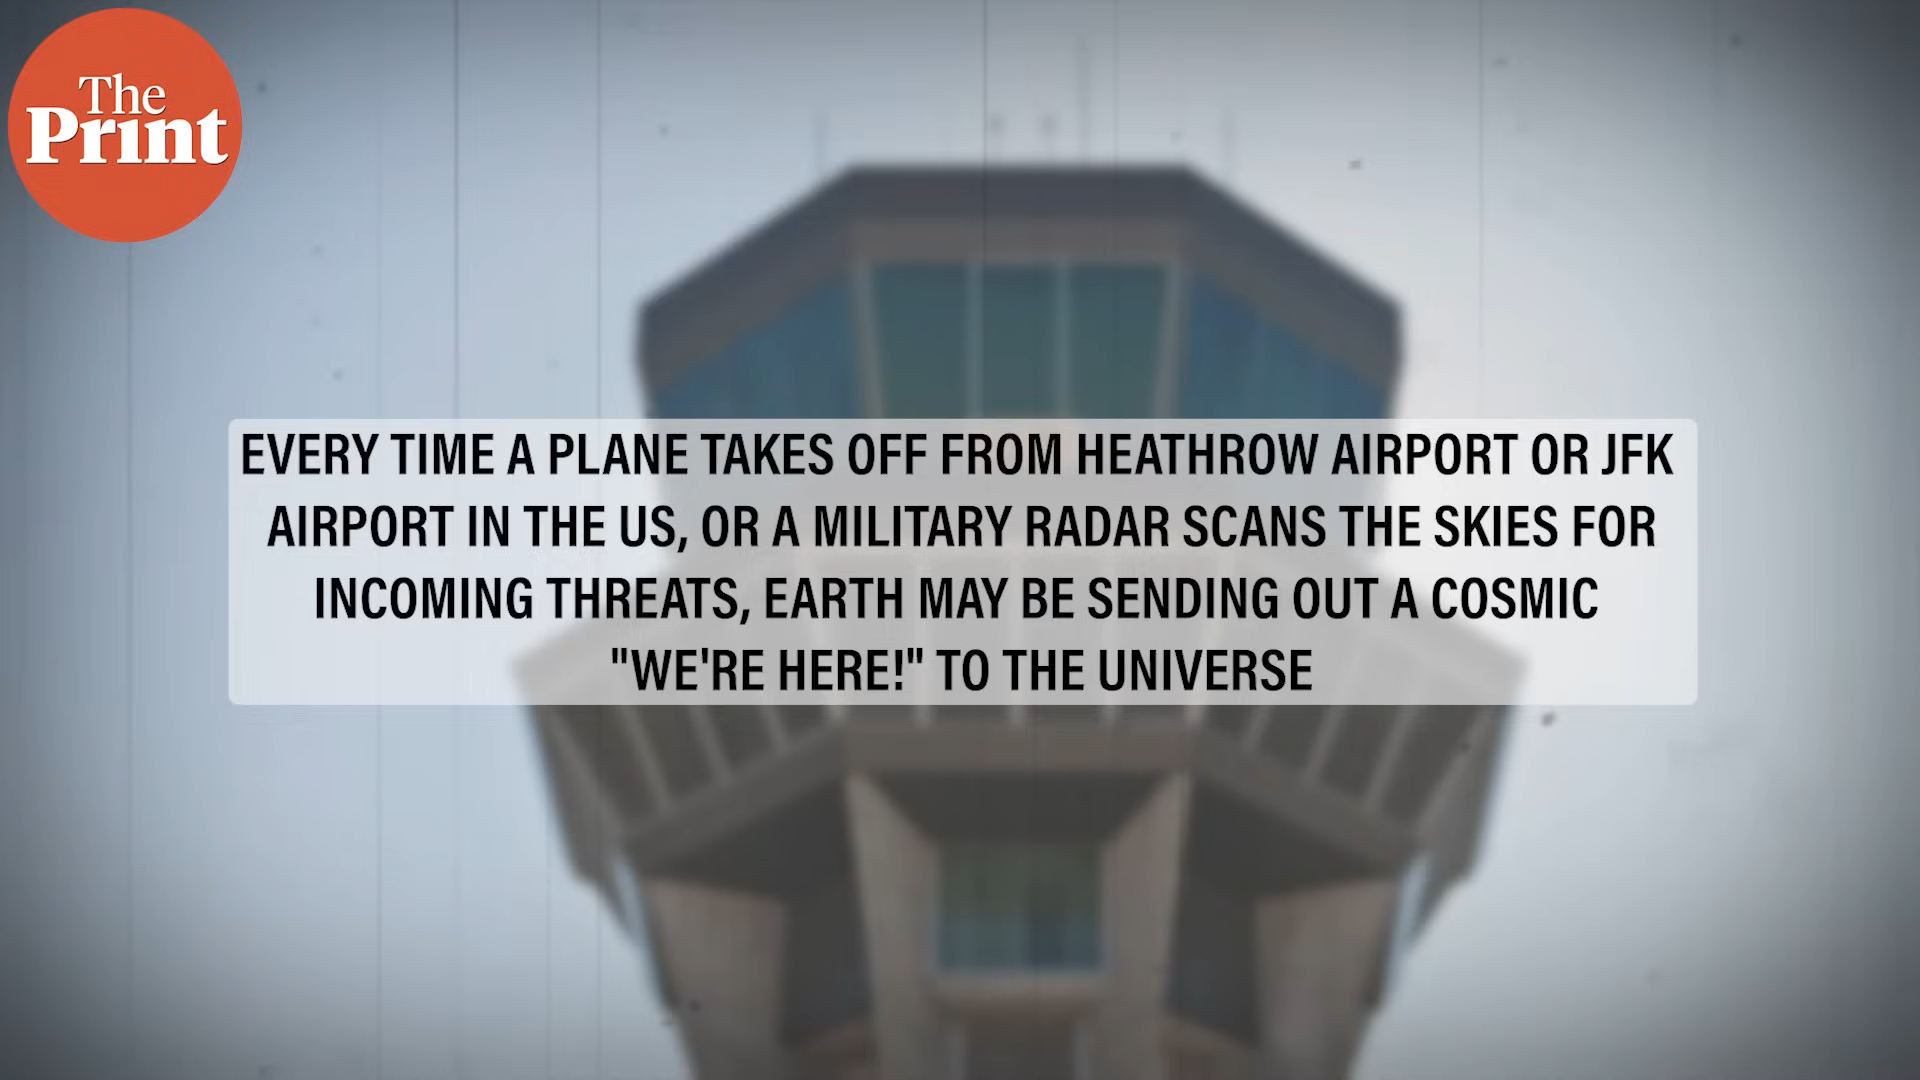 The
Print
EVERY TIME A PLANE TAKES OFF FROM HEATHROW AIRPORT OR JFK
AIRPORT IN THE US, OR A MILITARY RADAR SCANS THE SKIES FOR
INCOMING THREATS, EARTH MAY BE SENDING OUT A COSMIC
"WE'RE HERE!" TO THE UNIVERSE